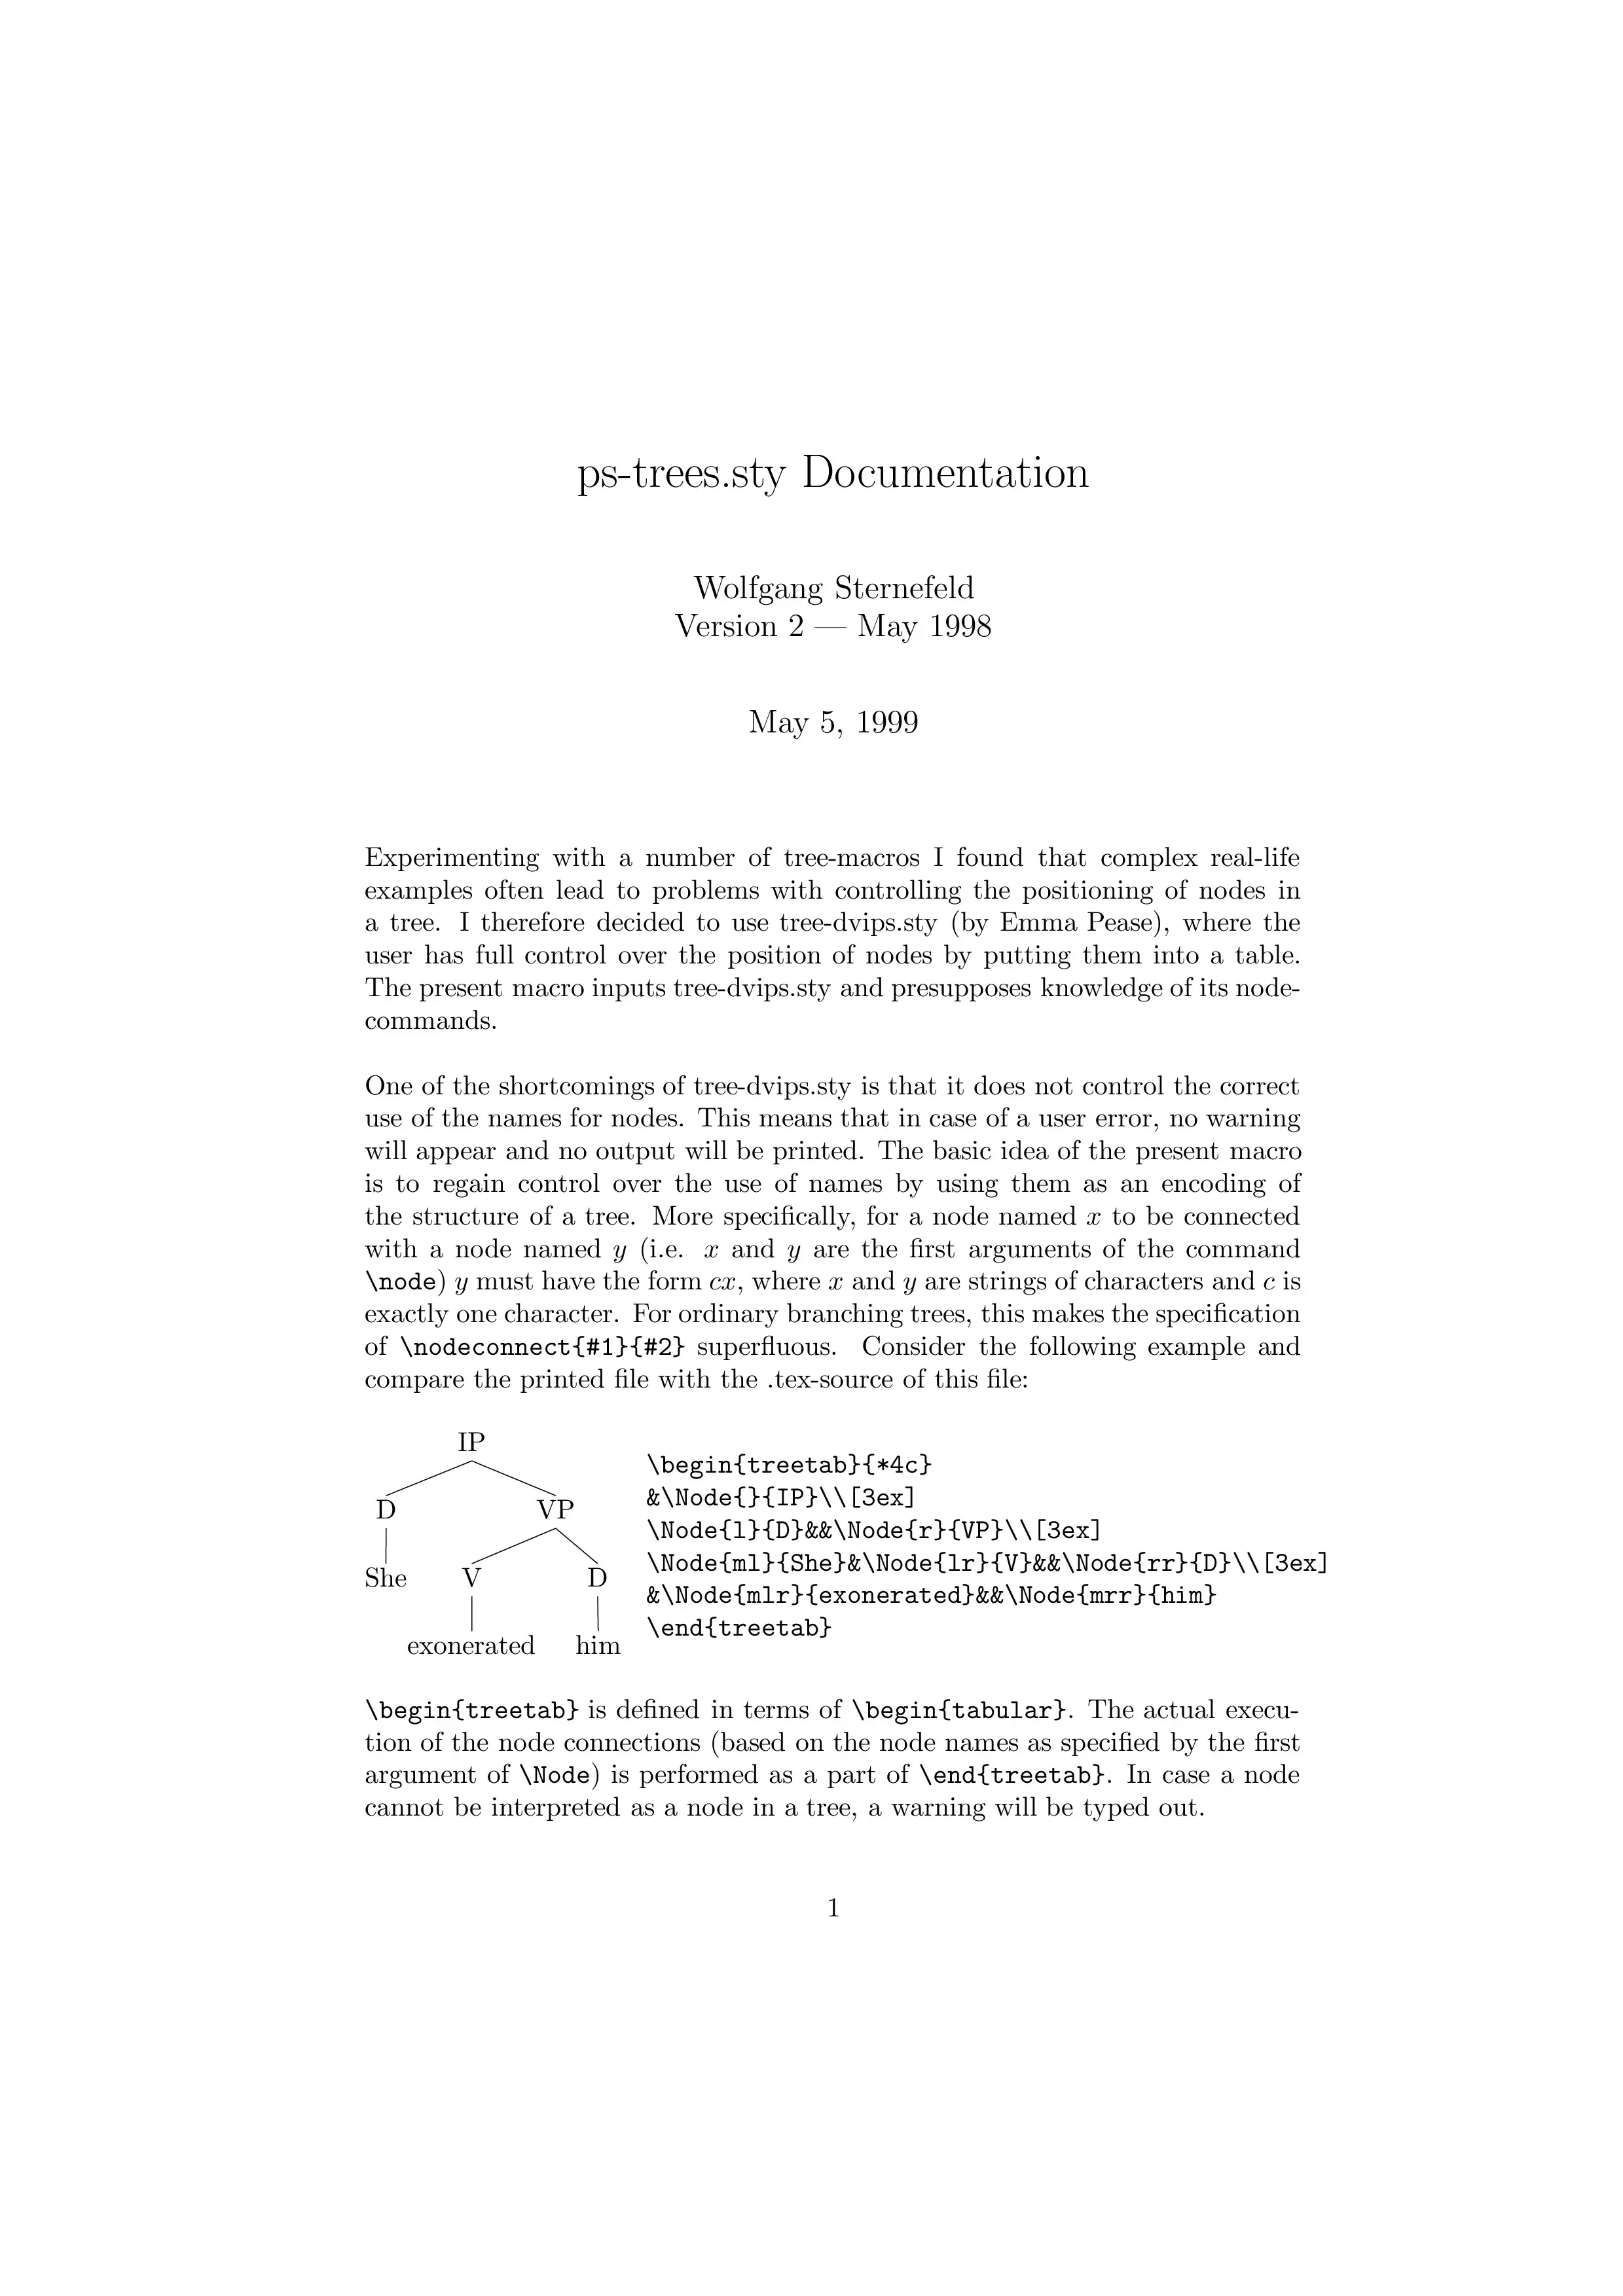 ps-trees.sty Documentation
Wolfgang Sternefeld
Version 2 — May 1998
May 5, 1999
Experimenting with a number of tree-macros I found that complex real-life
examples often lead to problems with controlling the positioning of nodes in
a tree. I therefore decided to use tree-dvips.sty (by Emma Pease), where the
user has full control over the position of nodes by putting them into a table.
The present macro inputs tree-dvips.sty and presupposes knowledge of its node-
commands.
One of the shortcomings of tree-dvips.sty is that it does not control the correct
use of the names for nodes. This means that in case of a user error, no warning
will appear and no output will be printed. The basic idea of the present macro
is to regain control over the use of names by using them as an encoding of
the structure of a tree. More specifically, for a node named x to be connected
with a node named y (i.e. x and y are the first arguments of the command
\node) y must have the form cx, where x and y are strings of characters and c is
exactly one character. For ordinary branching trees, this makes the specification
of \nodeconnect{#1}{#2} superfluous. Consider the following example and
compare the printed file with the .tex-source of this file:
IP
D VP
She V D
exonerated him
\begin{treetab}{*4c}
&\Node{}{IP}\\[3ex]
\Node{l}{D}&&\Node{r}{VP}\\[3ex]
\Node{ml}{She}&\Node{lr}{V}&&\Node{rr}{D}\\[3ex]
&\Node{mlr}{exonerated}&&\Node{mrr}{him}
\end{treetab}
\begin{treetab} is defined in terms of \begin{tabular}. The actual execu-
tion of the node connections (based on the node names as specified by the first
argument of \Node) is performed as a part of \end{treetab}. In case a node
cannot be interpreted as a node in a tree, a warning will be typed out.
1